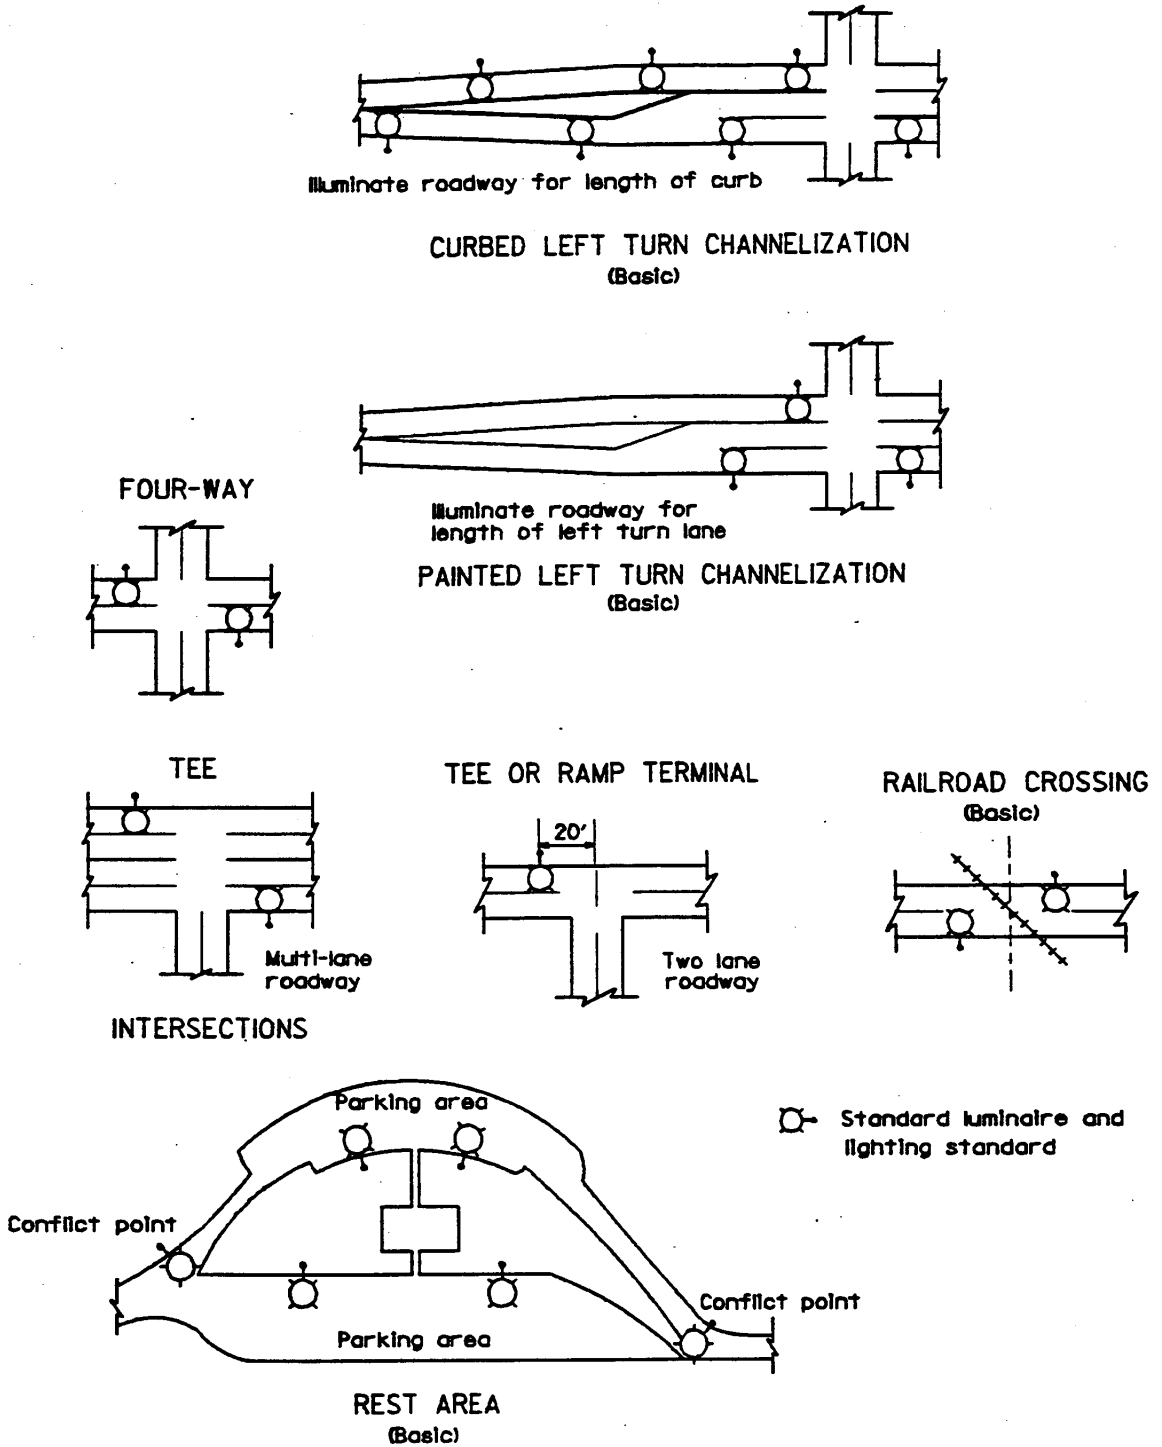 Illuminate roadway for length of curb
CURBED LEFT TURN CHANNELIZATION
(Basic)
Illuminate roadway for
length of left turn lane
PAINTED LEFT TURN CHANNELIZATION
(Basic)
FOUR-WAY
TEE
Multi-lane
roadway
INTERSECTIONS
TEE OR RAMP TERMINAL
20'
Two lane
roadway
RAILROAD CROSSING
(Basic)
Parking area
Conflict point
Conflict point
Parking area
REST AREA
(Basic)
Standard luminaire and
lighting standard